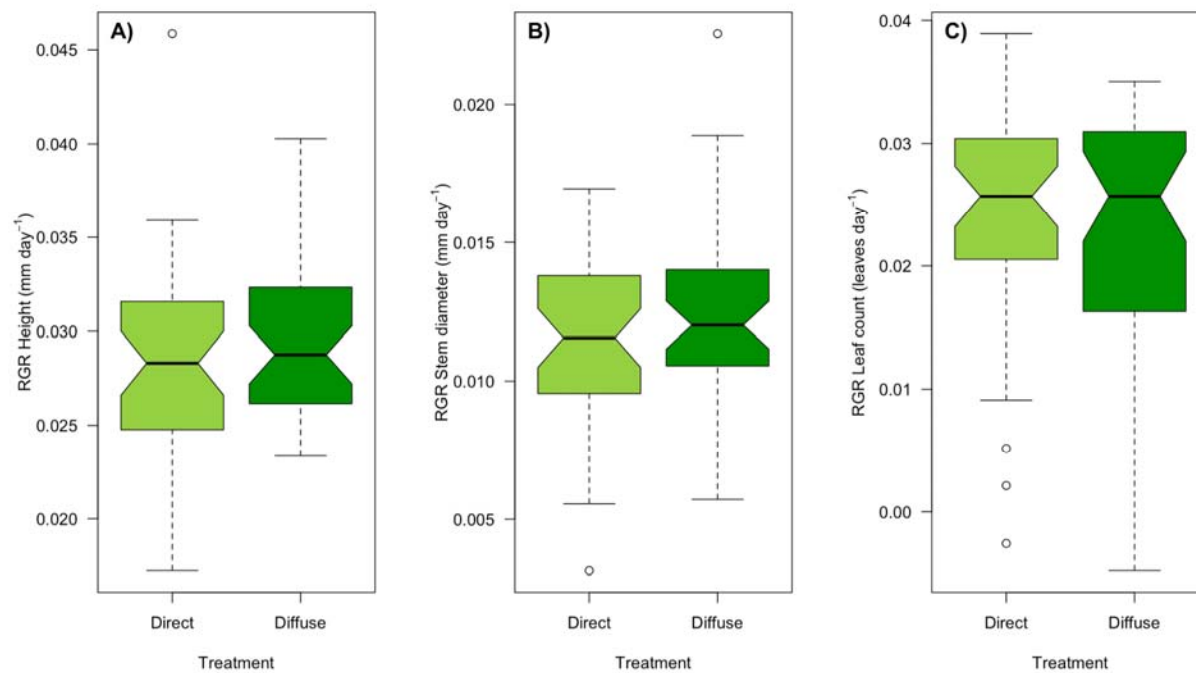 A)
RGR Height (mm day⁻¹)
0.045
0.040
0.035
0.030
0.025
0.020
Direct Diffuse
Treatment
B)
RGR Stem diameter (mm day⁻¹)
0.020
0.015
0.010
0.005
Direct Diffuse
Treatment
C)
RGR Leaf count (leaves day⁻¹)
0.04
0.03
0.02
0.01
0.00
Direct Diffuse
Treatment